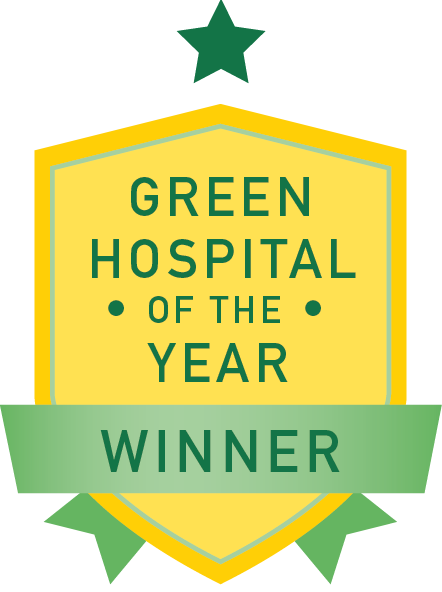 GREEN
HOSPITAL
• OF THE •
YEAR
WINNER